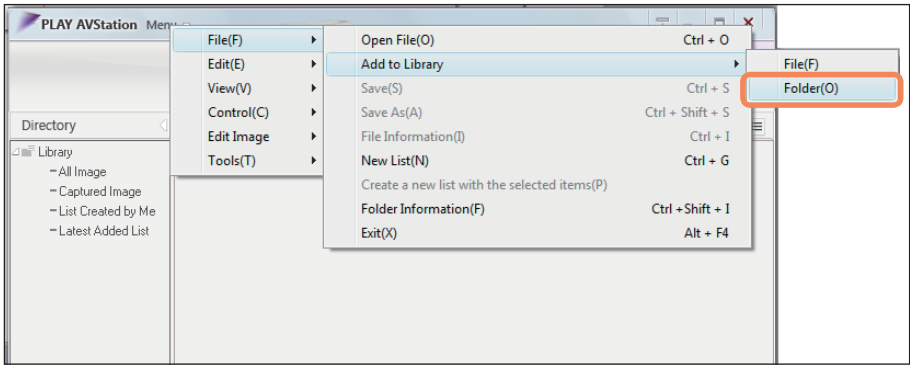 PLAY AVStation Menu
File(F)
Edit(E)
View(V)
Control(C)
Edit Image
Tools(T)
Open File(O) Ctrl + O
Add to Library
Save(S) Ctrl + S
Save As(A) Ctrl + Shift + S
File Information(I) Ctrl + I
New List(N) Ctrl + G
Create a new list with the selected items(P)
Folder Information(F) Ctrl +Shift + I
Exit(X) Alt + F4
File(F)
Folder(O)
Directory
Library
All Image
Captured Image
List Created by Me
Latest Added List